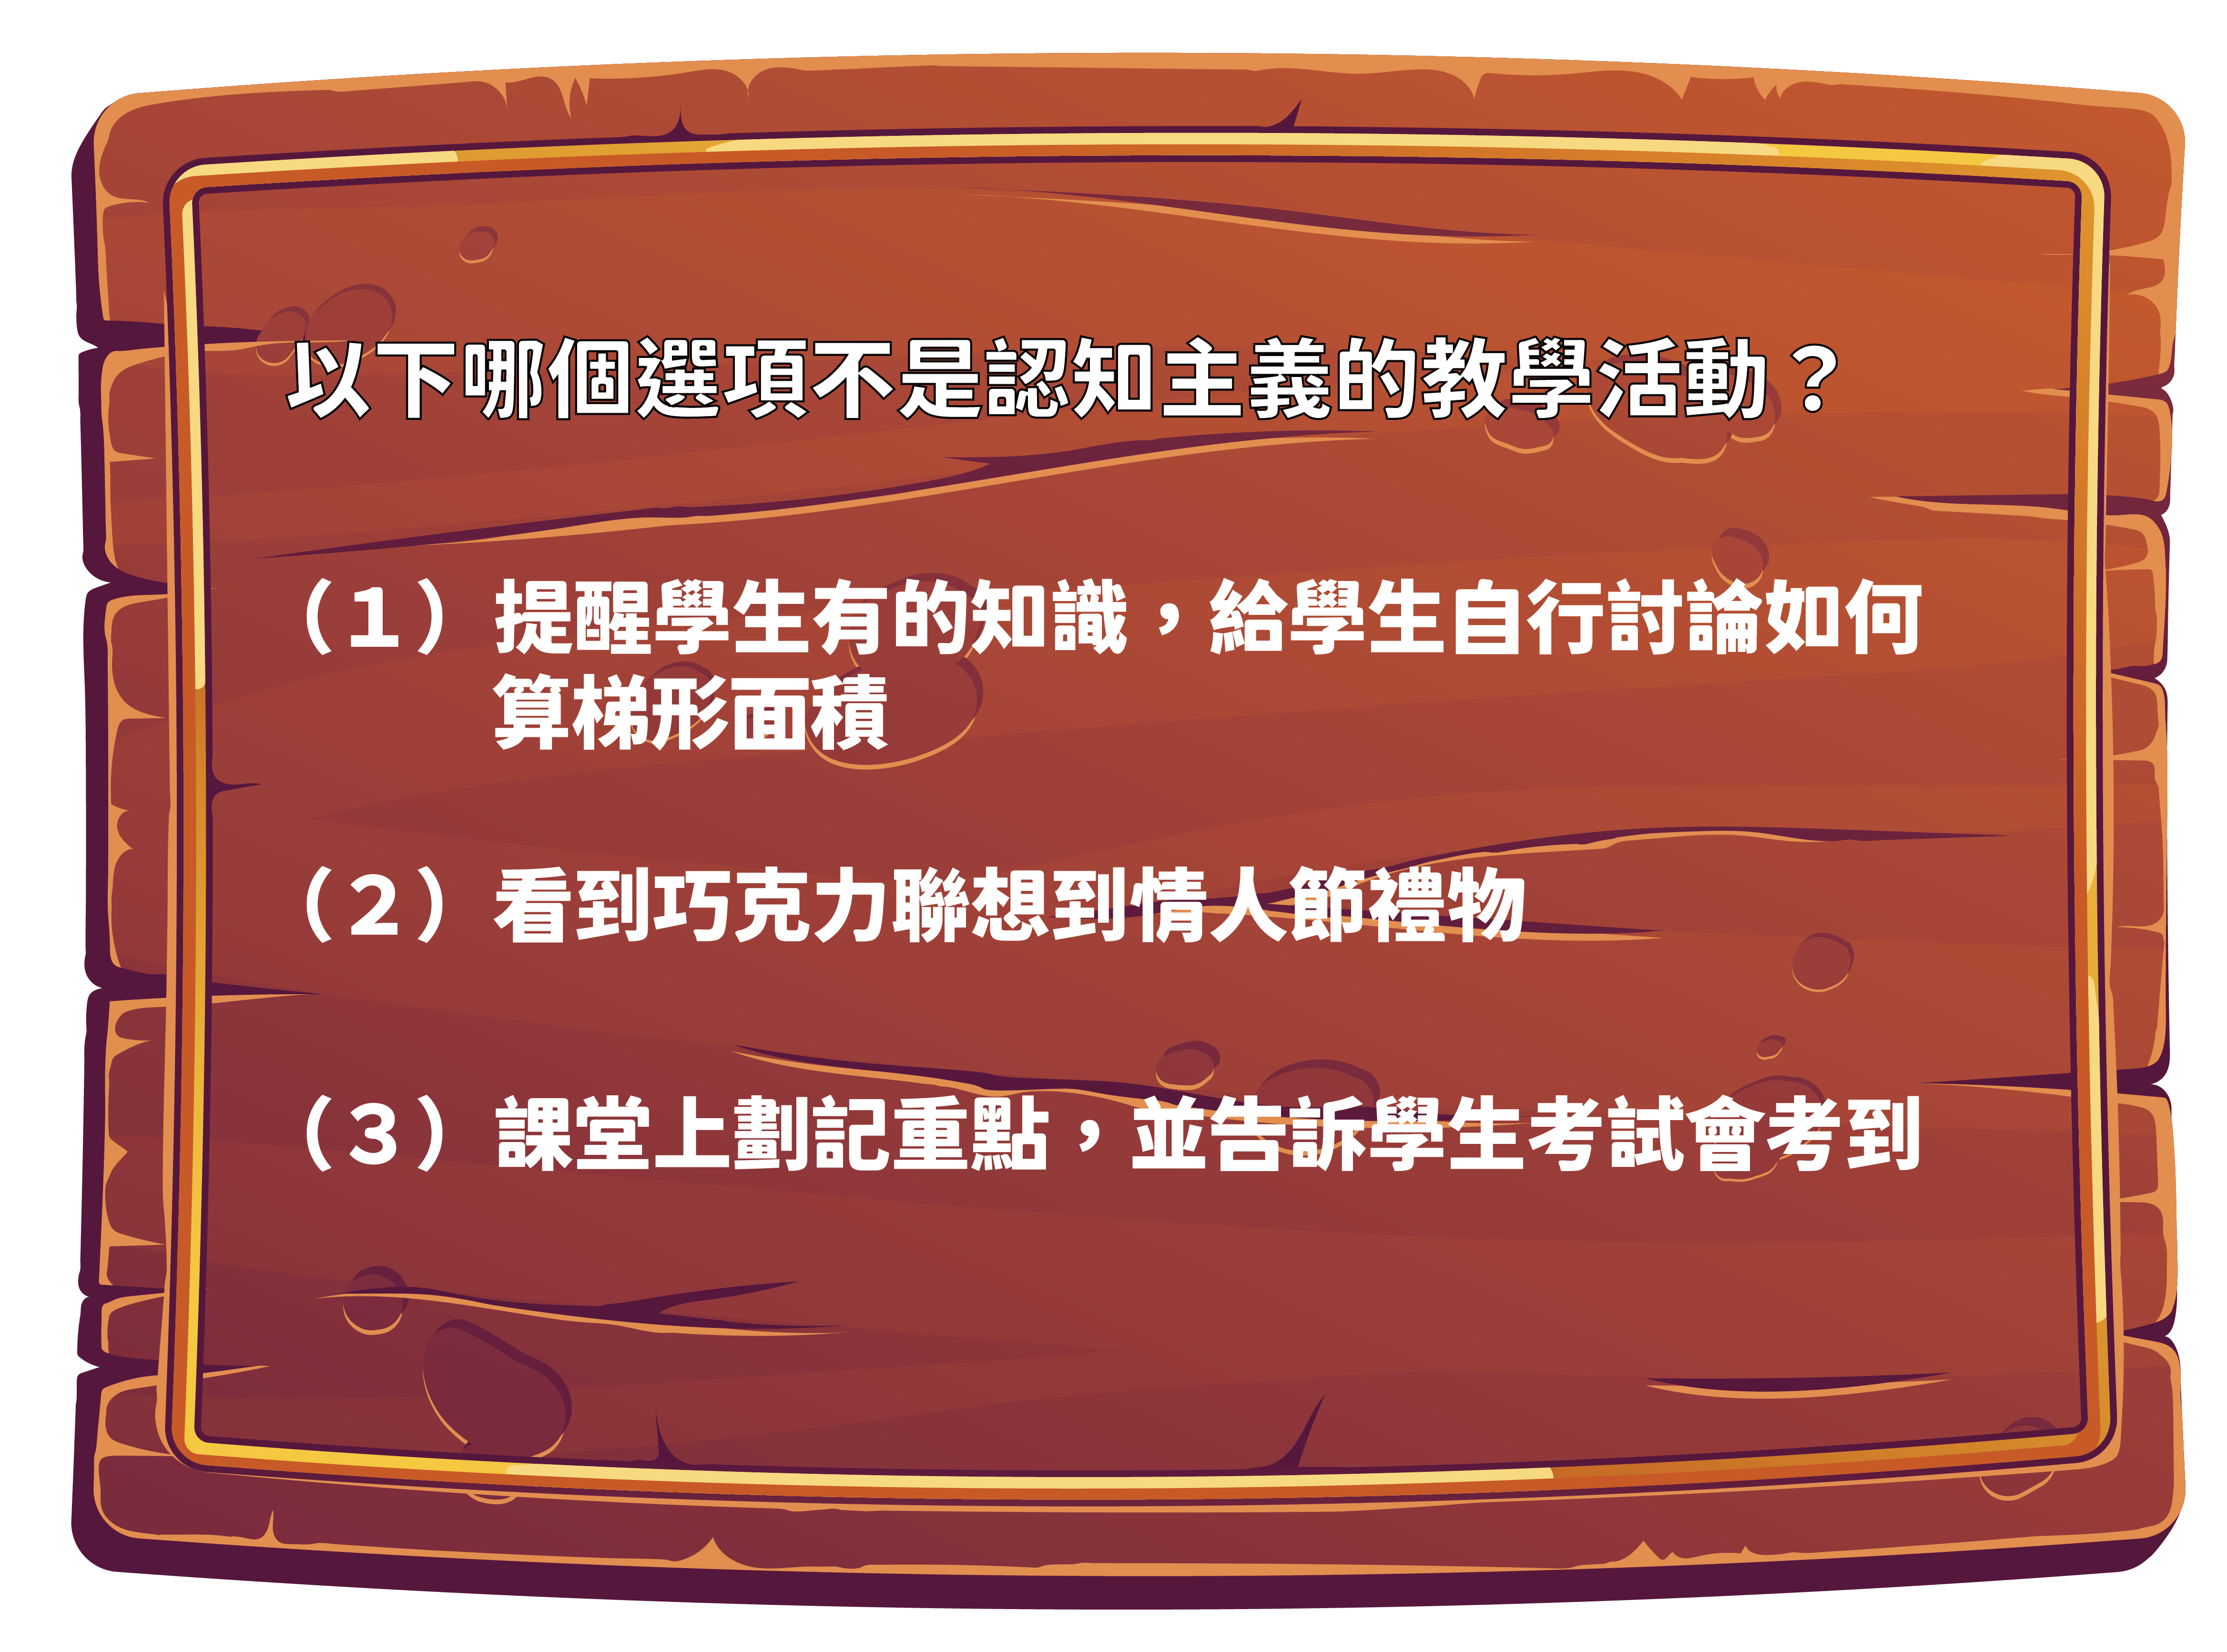 以下哪個選項不是認知主義的教學活動？
（1）提醒學生有的知識，給學生自行討論如何
算梯形面積
（2）看到巧克力聯想到情人節禮物
（3）課堂上劃記重點，並告訴學生考試會考到